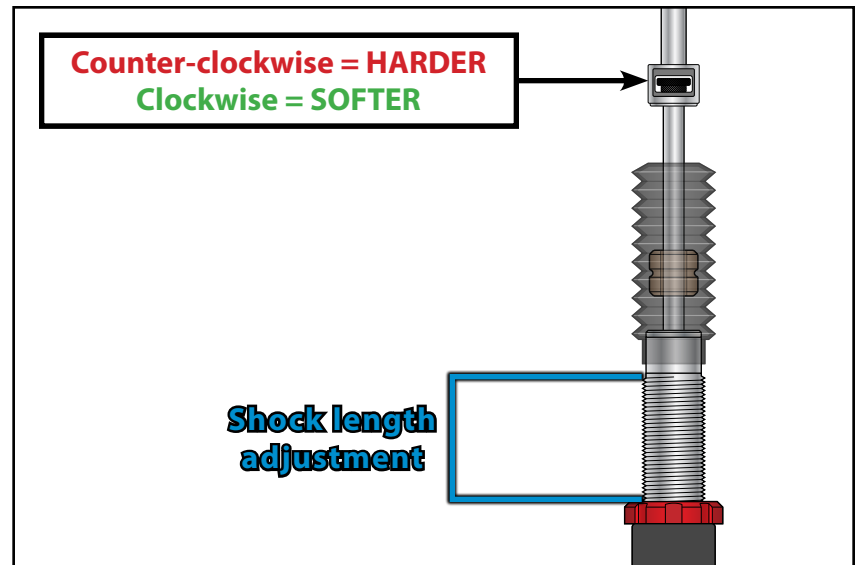 Counter-clockwise = HARDER
Clockwise = SOFTER
Shock length
adjustment